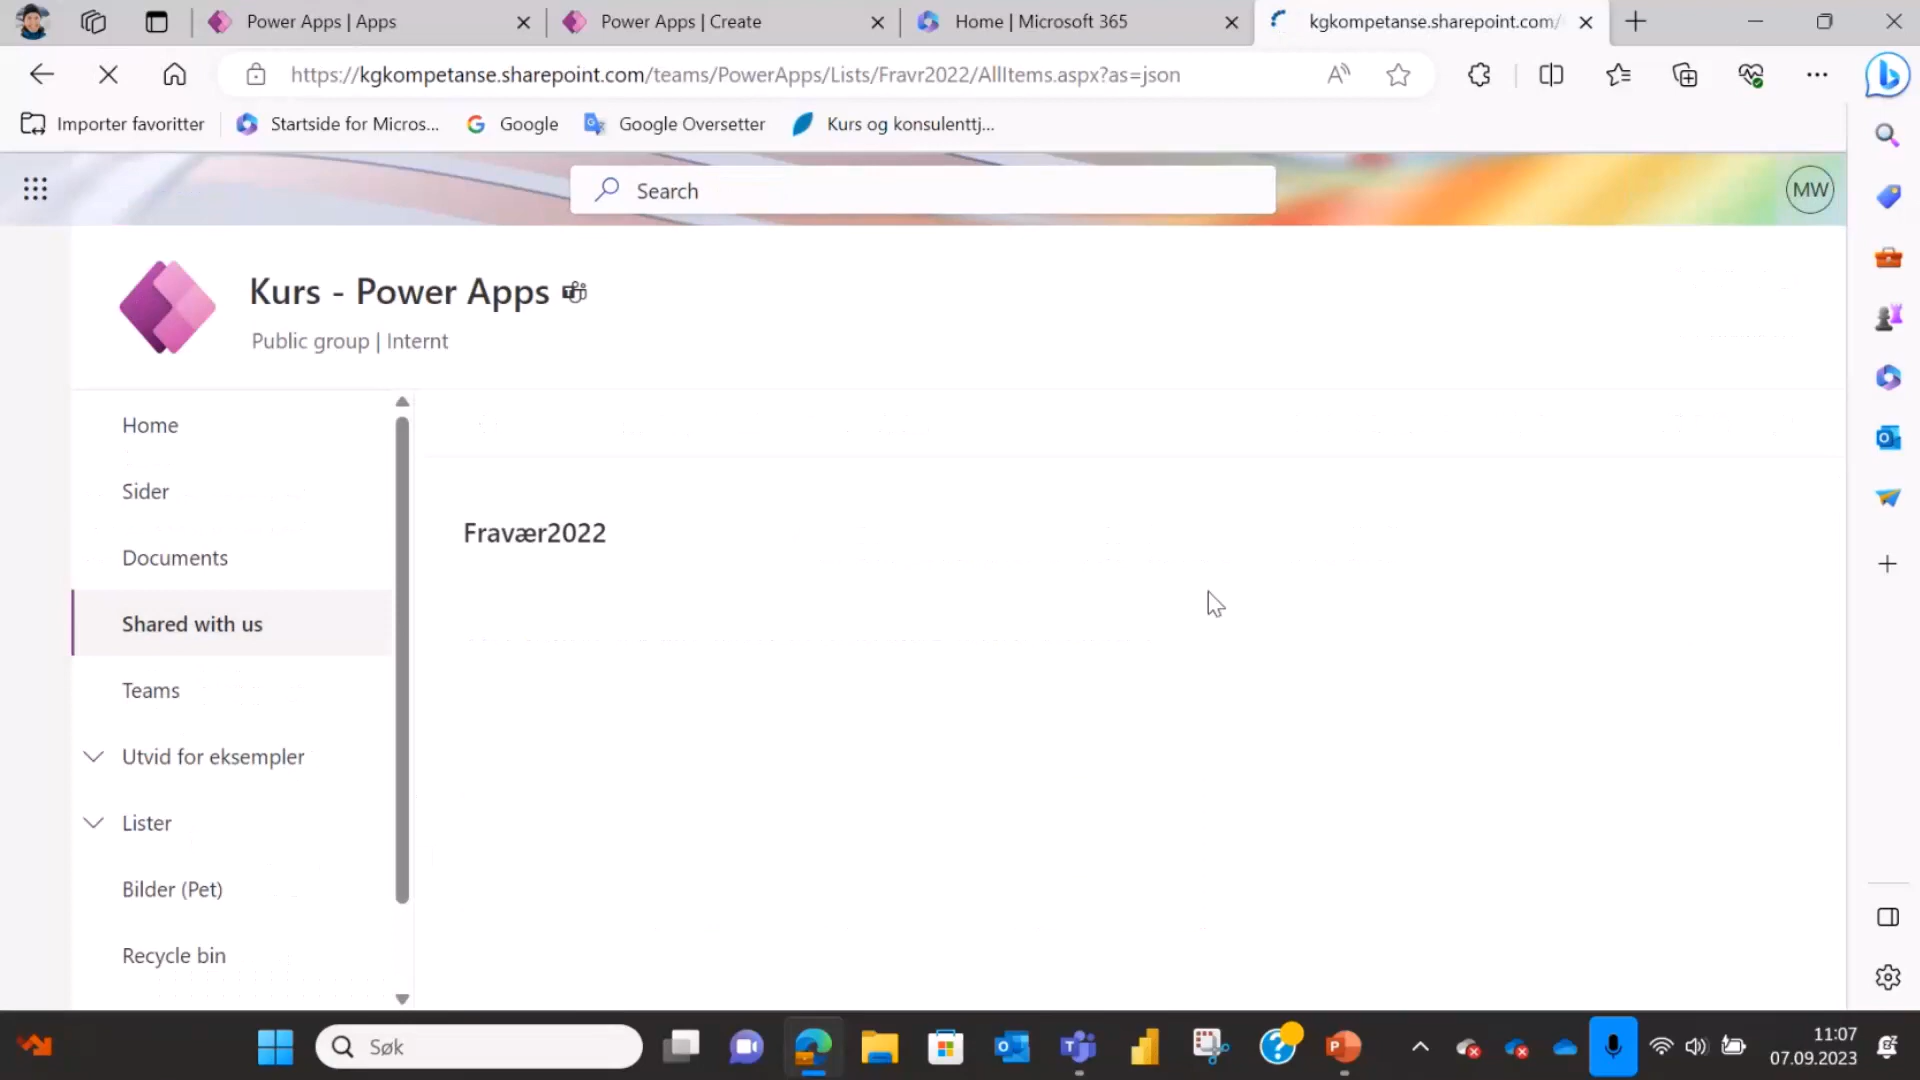 Power Apps | Apps
Power Apps | Create
Home | Microsoft 365
kgkompetanse.sharepoint.com/
https://kgkompetanse.sharepoint.com/teams/PowerApps/Lists/Fravr2022/AllItems.aspx?as=json
Importer favoritter
Startside for Micros...
Google
Google Oversetter
Kurs og konsulenttj...
Search
MW
Kurs - Power Apps
Public group | Internt
Home
Sider
Documents
Shared with us
Teams
Utvid for eksempler
Lister
Bilder (Pet)
Recycle bin
Fravær2022
Søk
11:07
07.09.2023